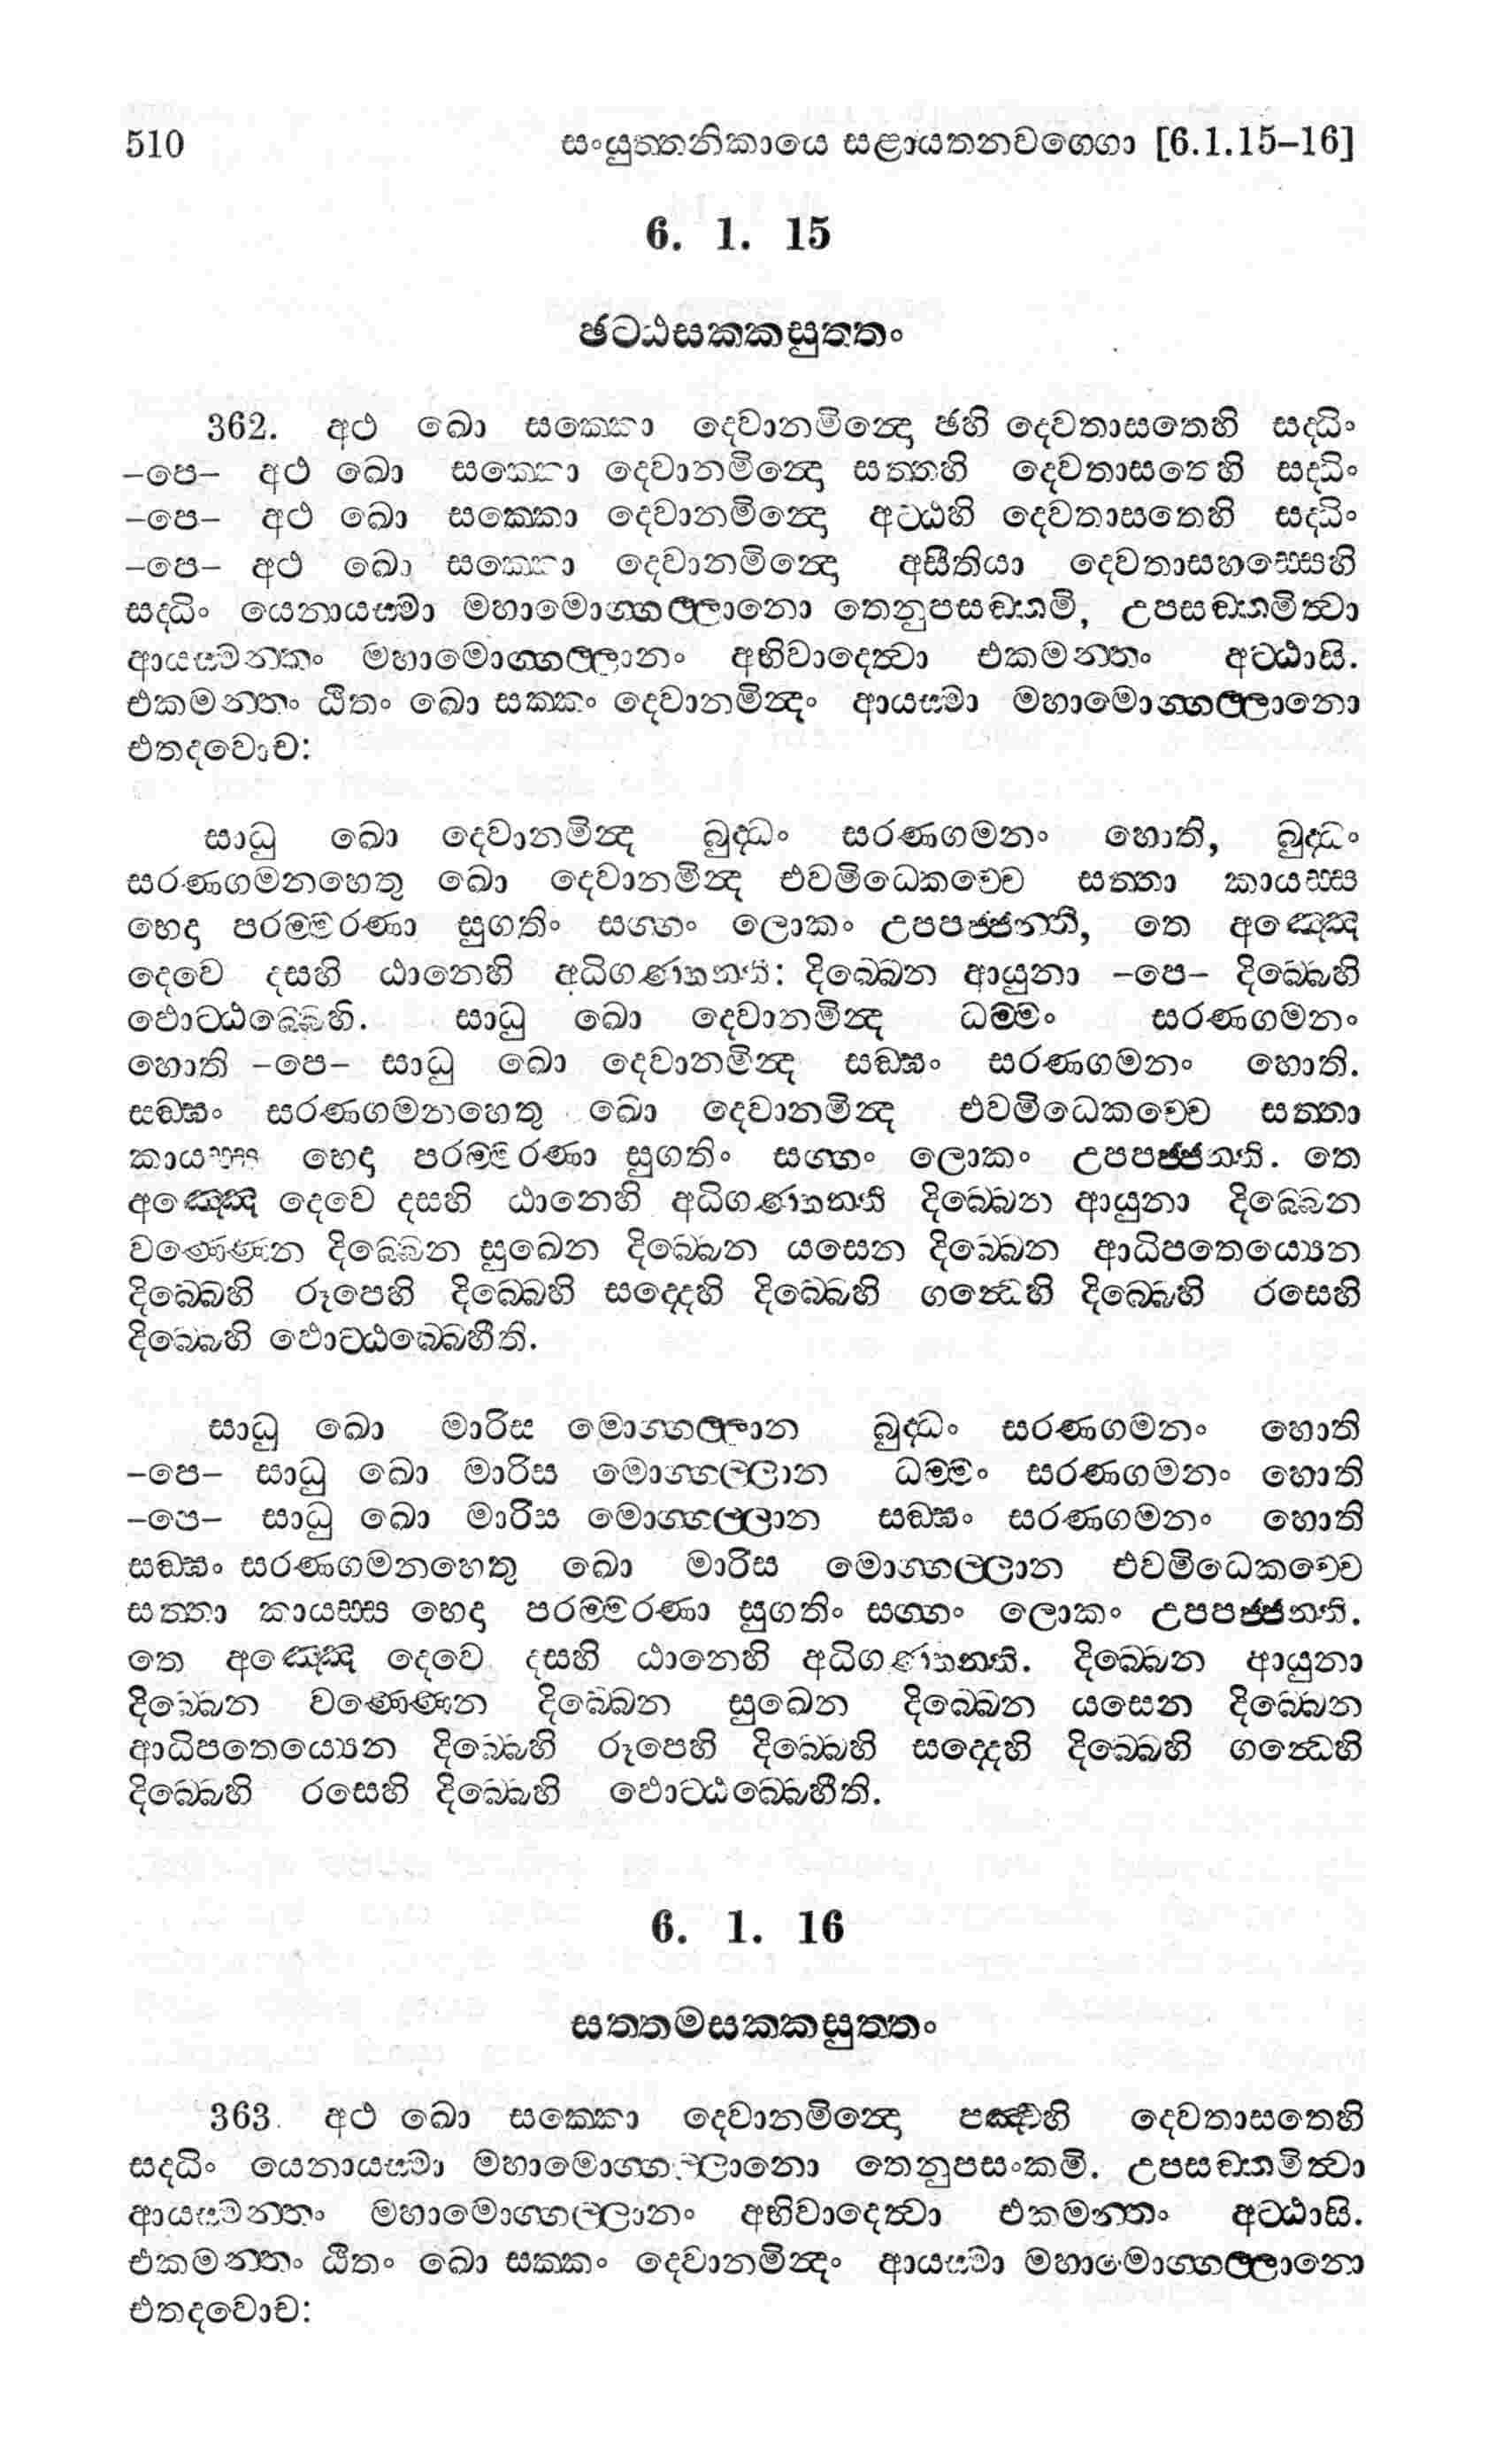 510 සංයුත්තනිකායෙ සළායතනවග්ගො [6.1.15–16]
6. 1. 15
ඡට්ඨසක්කසුත්තං
362. අථ ඛො සක්කො දෙවානමින්දො ඡහි දෙවතාසතෙහි සද්ධිං
–පෙ– අථ ඛො සක්කො දෙවානමින්දො සත්තහි දෙවතාසතෙහි සද්ධිං
–පෙ– අථ ඛො සක්කො දෙවානමින්දො අට්ඨහි දෙවතාසතෙහි සද්ධිං
–පෙ– අථ ඛො සක්කො දෙවානමින්දො අසීතියා දෙවතාසහස්සෙහි
සද්ධිං යෙනායස්මා මහාමොග්ගල්ලානො තෙනුපසඞ්කමි, උපසඞ්කමිත්වා
ආයස්මන්තං මහාමොග්ගල්ලානං අභිවාදෙත්වා එකමන්තං අට්ඨාසි.
එකමන්තං ඨිතං ඛො සක්කං දෙවානමින්දං ආයස්මා මහාමොග්ගල්ලානො
එතදවොච:
සාධු ඛො දෙවානමින්ද බුද්ධං සරණගමනං හොති, බුද්ධං
සරණගමනහෙතු ඛො දෙවානමින්ද එවමිධෙකච්චෙ සත්තා කායස්ස
භෙදා පරම්මරණා සුගතිං සග්ගං ලොකං උපපජ්ජන්ති, තෙ අඤ්ඤෙ
දෙවෙ දසහි ඨානෙහි අධිගණ්හන්ති: දිබ්බෙන ආයුනා –පෙ– දිබ්බෙහි
ඵොට්ඨබ්බෙහි. සාධු ඛො දෙවානමින්ද ධම්මං සරණගමනං
හොති –පෙ– සාධු ඛො දෙවානමින්ද සඞ්ඝං සරණගමනං හොති.
සඞ්ඝං සරණගමනහෙතු ඛො දෙවානමින්ද එවමිධෙකච්චෙ සත්තා
කායස්ස භෙදා පරම්මරණා සුගතිං සග්ගං ලොකං උපපජ්ජන්ති. තෙ
අඤ්ඤෙ දෙවෙ දසහි ඨානෙහි අධිගණ්හන්ති දිබ්බෙන ආයුනා දිබ්බෙන
වණ්ණෙන දිබ්බෙන සුඛෙන දිබ්බෙන යසෙන දිබ්බෙන ආධිපතෙය්‍යෙන
දිබ්බෙහි රූපෙහි දිබ්බෙහි සද්දෙහි දිබ්බෙහි ගන්ධෙහි දිබ්බෙහි රසෙහි
දිබ්බෙහි ඵොට්ඨබ්බෙහීති.
සාධු ඛො මාරිස මොග්ගල්ලාන බුද්ධං සරණගමනං හොති
–පෙ– සාධු ඛො මාරිස මොග්ගල්ලාන ධම්මං සරණගමනං හොති
–පෙ– සාධු ඛො මාරිස මොග්ගල්ලාන සඞ්ඝං සරණගමනං හොති
සඞ්ඝං සරණගමනහෙතු ඛො මාරිස මොග්ගල්ලාන එවමිධෙකච්චෙ
සත්තා කායස්ස භෙදා පරම්මරණා සුගතිං සග්ගං ලොකං උපපජ්ජන්ති.
තෙ අඤ්ඤෙ දෙවෙ දසහි ඨානෙහි අධිගණ්හන්ති. දිබ්බෙන ආයුනා
දිබ්බෙන වණ්ණෙන දිබ්බෙන සුඛෙන දිබ්බෙන යසෙන දිබ්බෙන
ආධිපතෙය්‍යෙන දිබ්බෙහි රූපෙහි දිබ්බෙහි සද්දෙහි දිබ්බෙහි ගන්ධෙහි
දිබ්බෙහි රසෙහි දිබ්බෙහි ඵොට්ඨබ්බෙහීති.
6. 1. 16
සත්තමසක්කසුත්තං
363. අථ ඛො සක්කො දෙවානමින්දො පඤ්චහි දෙවතාසතෙහි
සද්ධිං යෙනායස්මා මහාමොග්ගල්ලානො තෙනුපසංකමි. උපසඞ්කමිත්වා
ආයස්මන්තං මහාමොග්ගල්ලානං අභිවාදෙත්වා එකමන්තං අට්ඨාසි.
එකමන්තං ඨිතං ඛො සක්කං දෙවානමින්දං ආයස්මා මහාමොග්ගල්ලානො
එතදවොච: